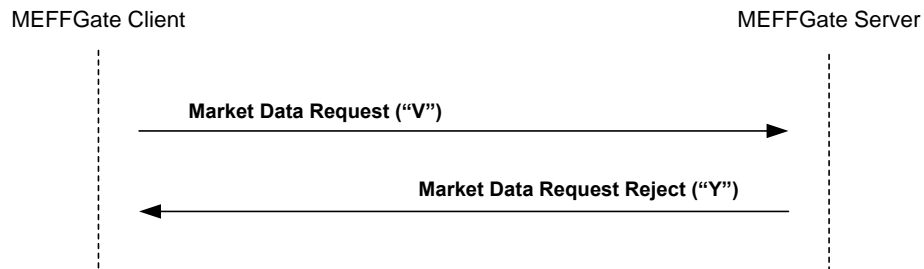 MEFFGate Client
MEFFGate Server
Market Data Request (“V”)
Market Data Request Reject (“Y”)